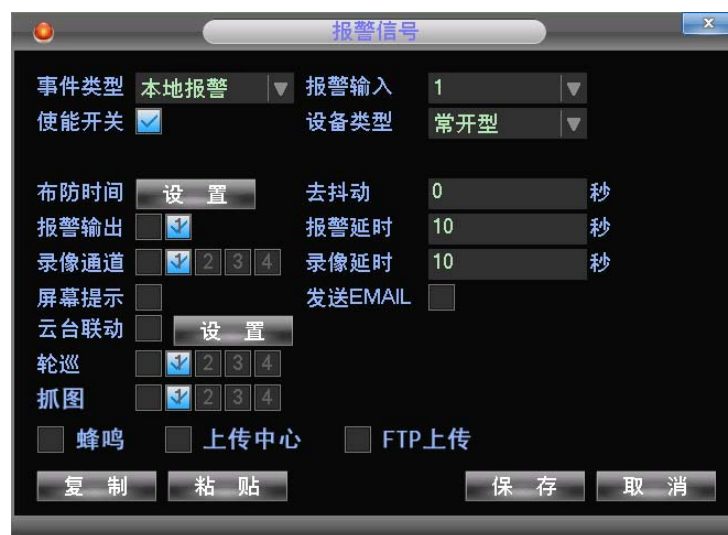 报警信号
事件类型 本地报警 报警输入 1
使能开关 设备类型 常开型
布防时间 设 置 去抖动 0 秒
报警输出 1 报警延时 10 秒
录像通道 1 2 3 4 录像延时 10 秒
屏幕提示 发送EMAIL
云台联动 设 置
轮巡 1 2 3 4
抓图 1 2 3 4
蜂鸣 上传中心 FTP上传
复 制 粘 贴 保 存 取 消